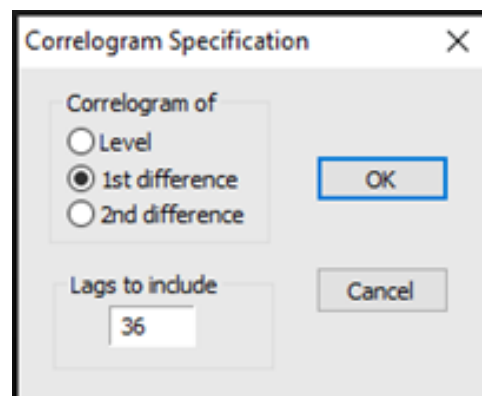 Correlogram Specification
Correlogram of
Level
1st difference
2nd difference
OK
Lags to include
36
Cancel